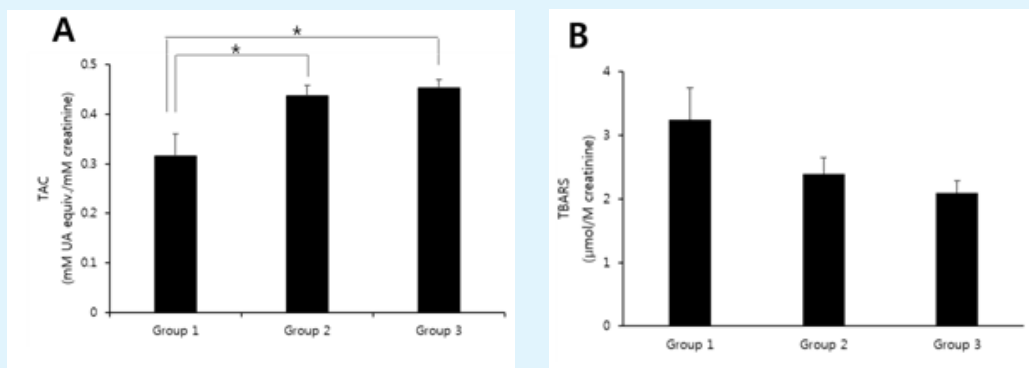 A
*
*
TAC
(mM UA equiv./mM creatinine)
0.5
0.4
0.3
0.2
0.1
0
Group 1
Group 2
Group 3
B
TBARS
(μmol/M creatinine)
4
3
2
1
0
Group 1
Group 2
Group 3